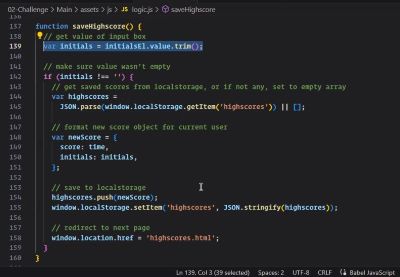 02-Challenge > Main > assets > js > logic.js > saveHighscore
137 function saveHighscore() {
138 // get value of input box
139 var initials = initialsEl.value.trim();
140
141 // make sure value wasn't empty
142 if (initials !== '') {
143 // get saved scores from localstorage, or if not any, set to empty array
144 var highscores =
145 JSON.parse(window.localStorage.getItem('highscores')) || [];
146
147 // format new score object for current user
148 var newScore = {
149 score: time,
150 initials: initials,
151 };
152
153 // save to localstorage
154 highscores.push(newScore);
155 window.localStorage.setItem('highscores', JSON.stringify(highscores));
156
157 // redirect to next page
158 window.location.href = 'highscores.html';
159 }
160 }
Ln 139, Col 3 (39 selected) Spaces: 2 UTF-8 CRLF {} Babel JavaScript